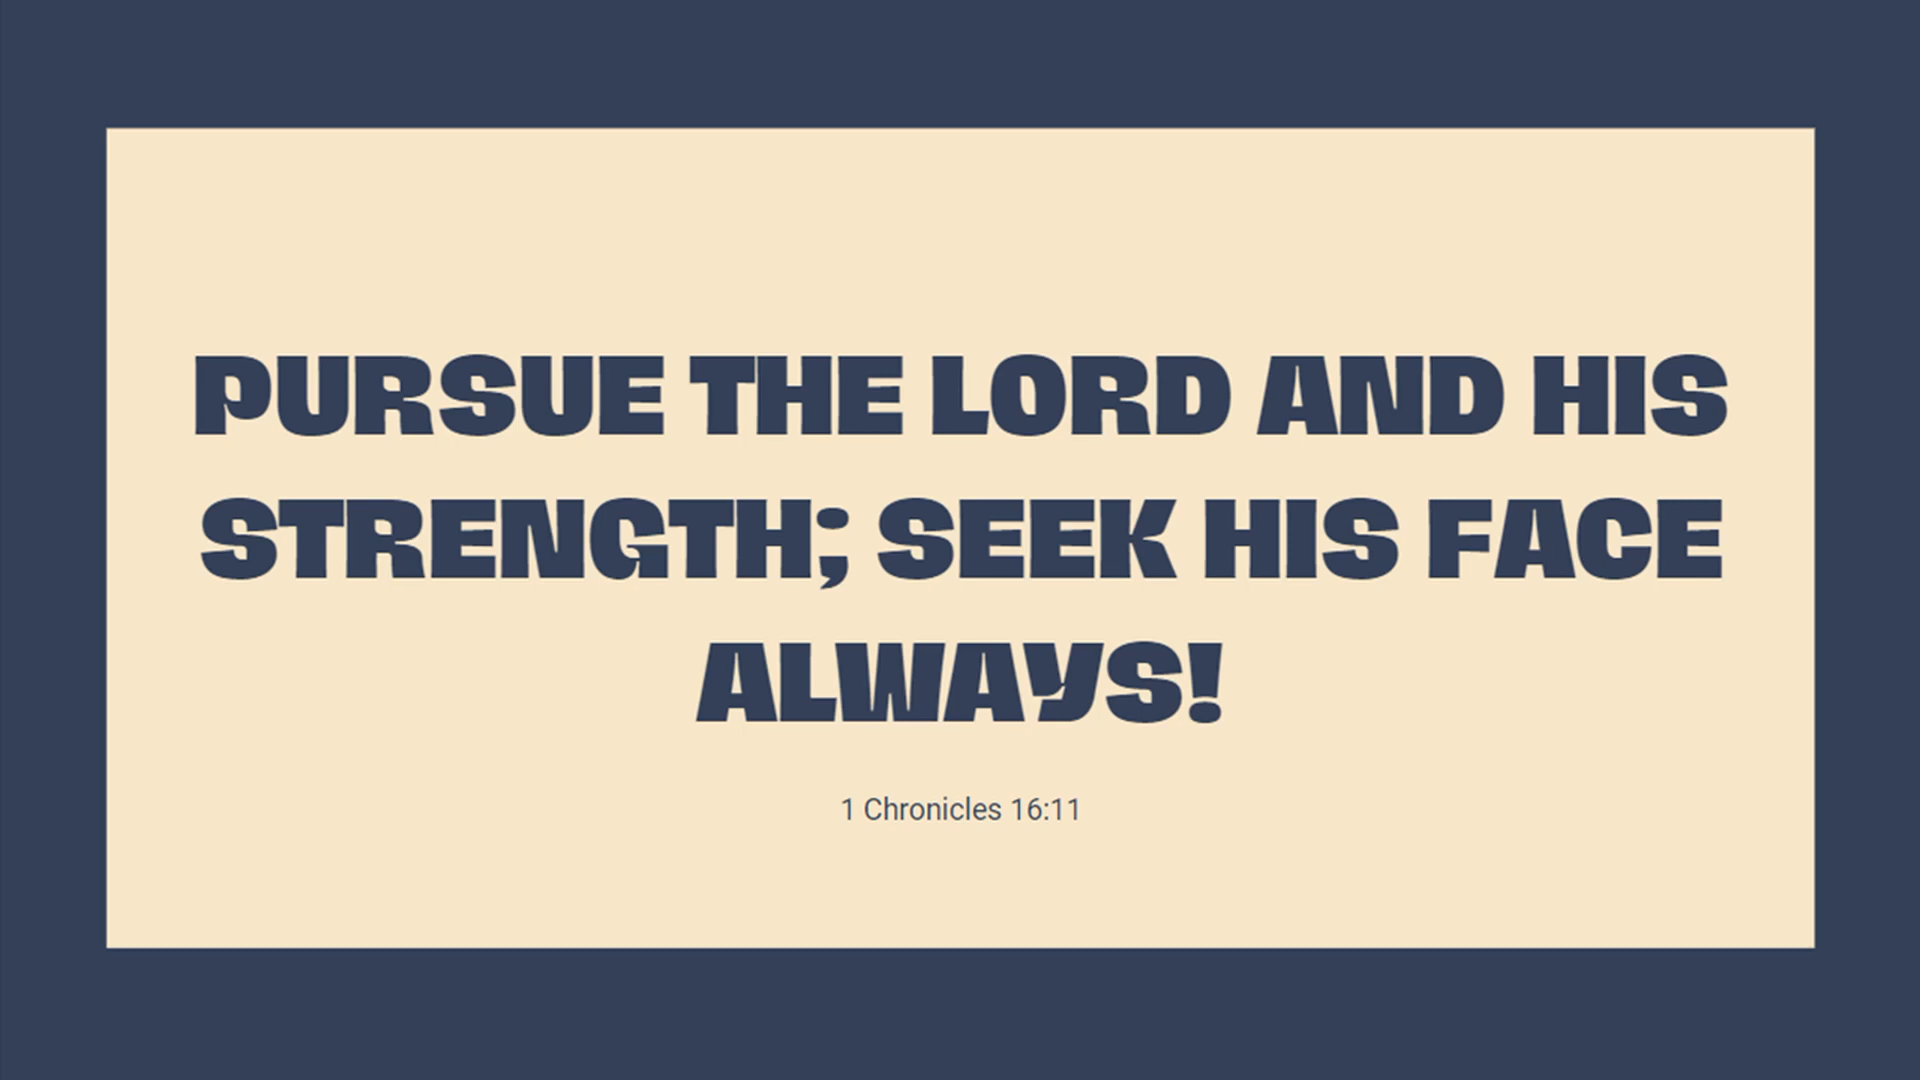 PURSUE THE LORD AND HIS
STRENGTH; SEEK HIS FACE
ALWAYS!
1 Chronicles 16:11